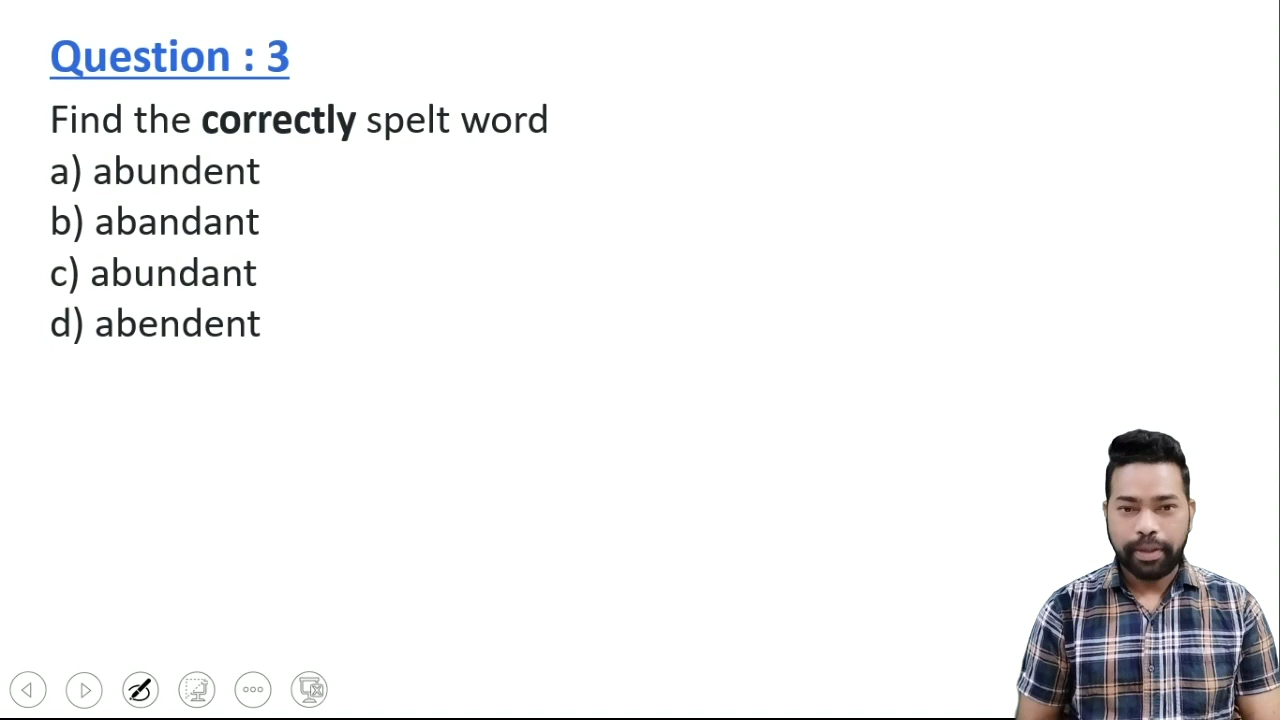 Question : 3
Find the correctly spelt word
a) abundent
b) abandant
c) abundant
d) abendent